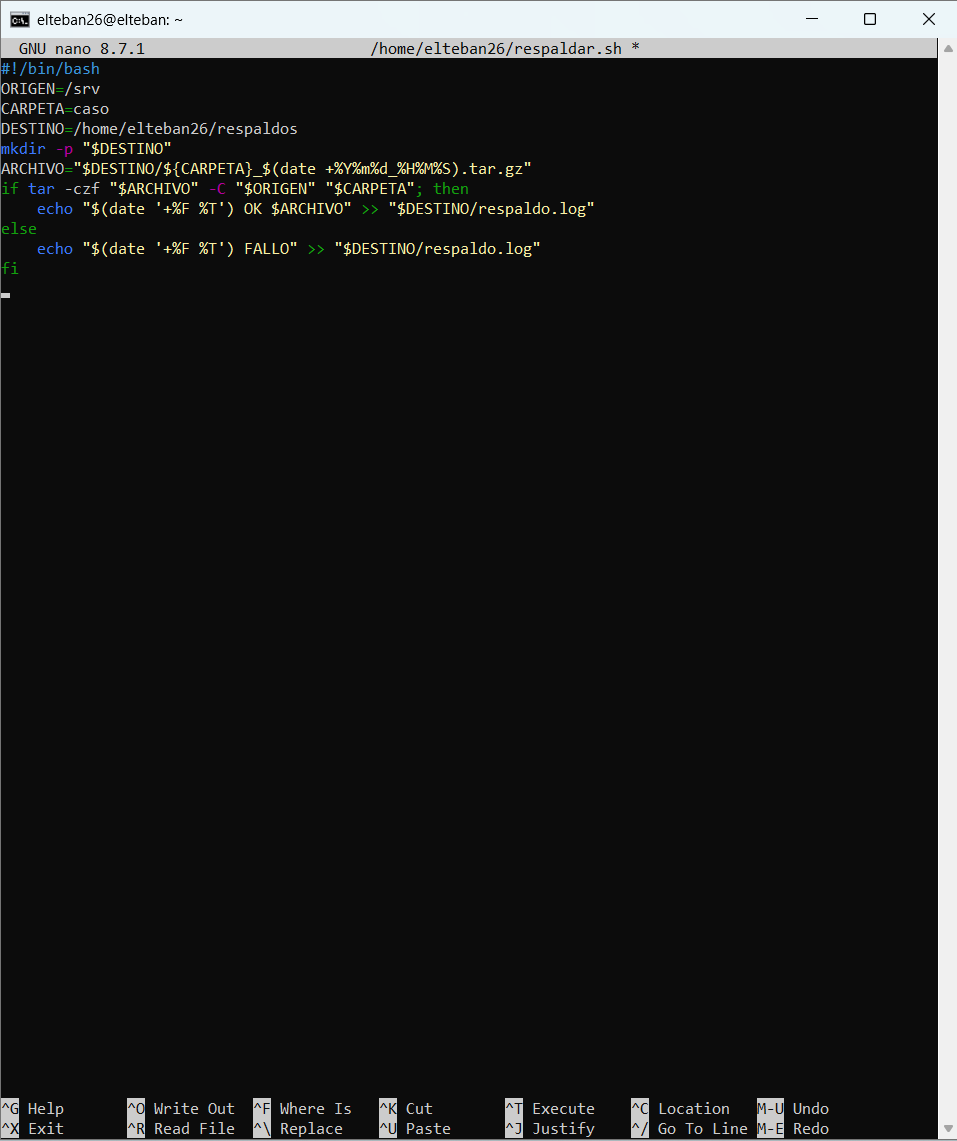 elteban26@elteban: ~
GNU nano 8.7.1 /home/elteban26/respaldar.sh *
#!/bin/bash
ORIGEN=/srv
CARPETA=caso
DESTINO=/home/elteban26/respaldos
mkdir -p "$DESTINO"
ARCHIVO="$DESTINO/${CARPETA}_$(date +%Y%m%d_%H%M%S).tar.gz"
if tar -czf "$ARCHIVO" -C "$ORIGEN" "$CARPETA"; then
    echo "$(date '+%F %T') OK $ARCHIVO" >> "$DESTINO/respaldo.log"
else
    echo "$(date '+%F %T') FALLO" >> "$DESTINO/respaldo.log"
fi
^G Help ^O Write Out ^F Where Is ^K Cut ^T Execute ^C Location M-U Undo
^X Exit ^R Read File ^\ Replace ^U Paste ^J Justify ^/ Go To Line M-E Redo